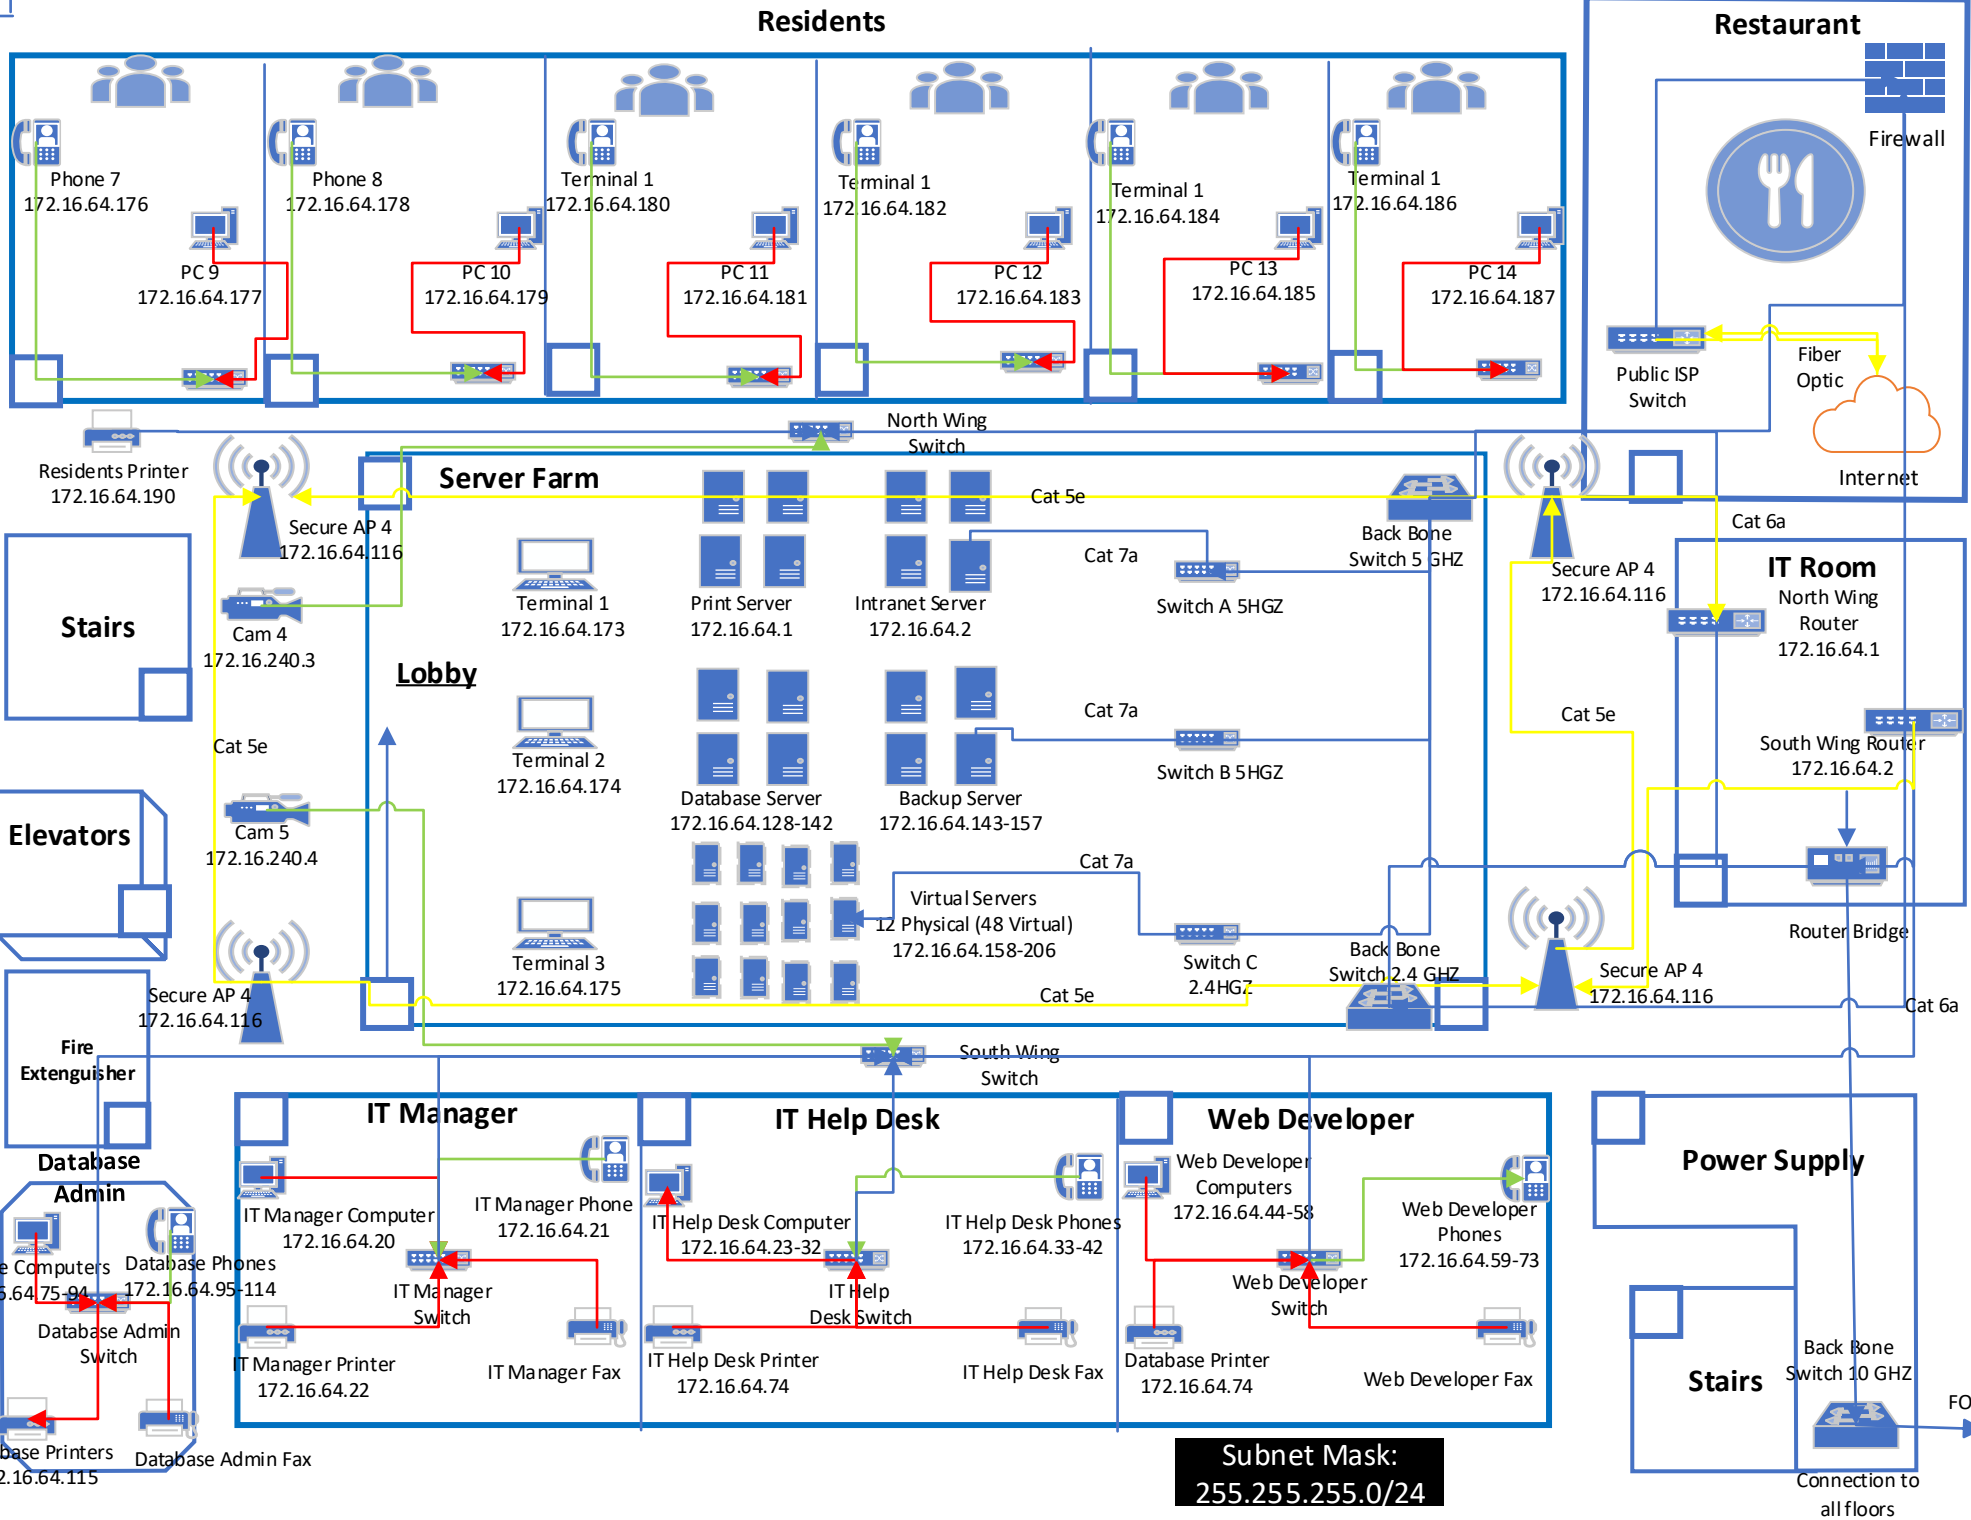 Residents
Restaurant
Firewall
Phone 7
172.16.64.176
Phone 8
172.16.64.178
Terminal 1
172.16.64.180
Terminal 1
172.16.64.182
Terminal 1
172.16.64.184
Terminal 1
172.16.64.186
PC 9
172.16.64.177
PC 10
172.16.64.179
PC 11
172.16.64.181
PC 12
172.16.64.183
PC 13
172.16.64.185
PC 14
172.16.64.187
Public ISP
Switch
Fiber
Optic
Internet
North Wing
Switch
Residents Printer
172.16.64.190
Server Farm
Secure AP 4
172.16.64.116
Cat 5e
Back Bone
Switch 5 GHZ
Secure AP 4
172.16.64.116
Cat 6a
IT Room
North Wing
Router
172.16.64.1
Stairs
Cam 4
172.16.240.3
Terminal 1
172.16.64.173
Print Server
172.16.64.1
Intranet Server
172.16.64.2
Cat 7a
Switch A 5HGZ
Lobby
Cat 5e
Terminal 2
172.16.64.174
Database Server
172.16.64.128-142
Backup Server
172.16.64.143-157
Cat 7a
Switch B 5HGZ
Cat 5e
South Wing Router
172.16.64.2
Elevators
Cam 5
172.16.240.4
Terminal 3
172.16.64.175
Virtual Servers
12 Physical (48 Virtual)
172.16.64.158-206
Cat 7a
Switch C
2.4HGZ
Back Bone
Switch 2.4 GHZ
Router Bridge
Secure AP 4
172.16.64.116
Cat 5e
Secure AP 4
172.16.64.116
Cat 6a
Fire
Extenguisher
South Wing
Switch
IT Manager
IT Help Desk
Web Developer
Power Supply
Database
Admin
e Computers
6.64.75-94
Database Phones
172.16.64.95-114
Database Admin
Switch
base Printers
2.16.64.115
Database Admin Fax
IT Manager Computer
172.16.64.20
IT Manager Phone
172.16.64.21
IT Manager
Switch
IT Manager Printer
172.16.64.22
IT Manager Fax
IT Help Desk Computer
172.16.64.23-32
IT Help Desk Phones
172.16.64.33-42
IT Help
Desk Switch
IT Help Desk Printer
172.16.64.74
IT Help Desk Fax
Web Developer
Computers
172.16.64.44-58
Web Developer
Phones
172.16.64.59-73
Web Developer
Switch
Database Printer
172.16.64.74
Web Developer Fax
Stairs
Back Bone
Switch 10 GHZ
FO
Connection to
all floors
Subnet Mask:
255.255.255.0/24